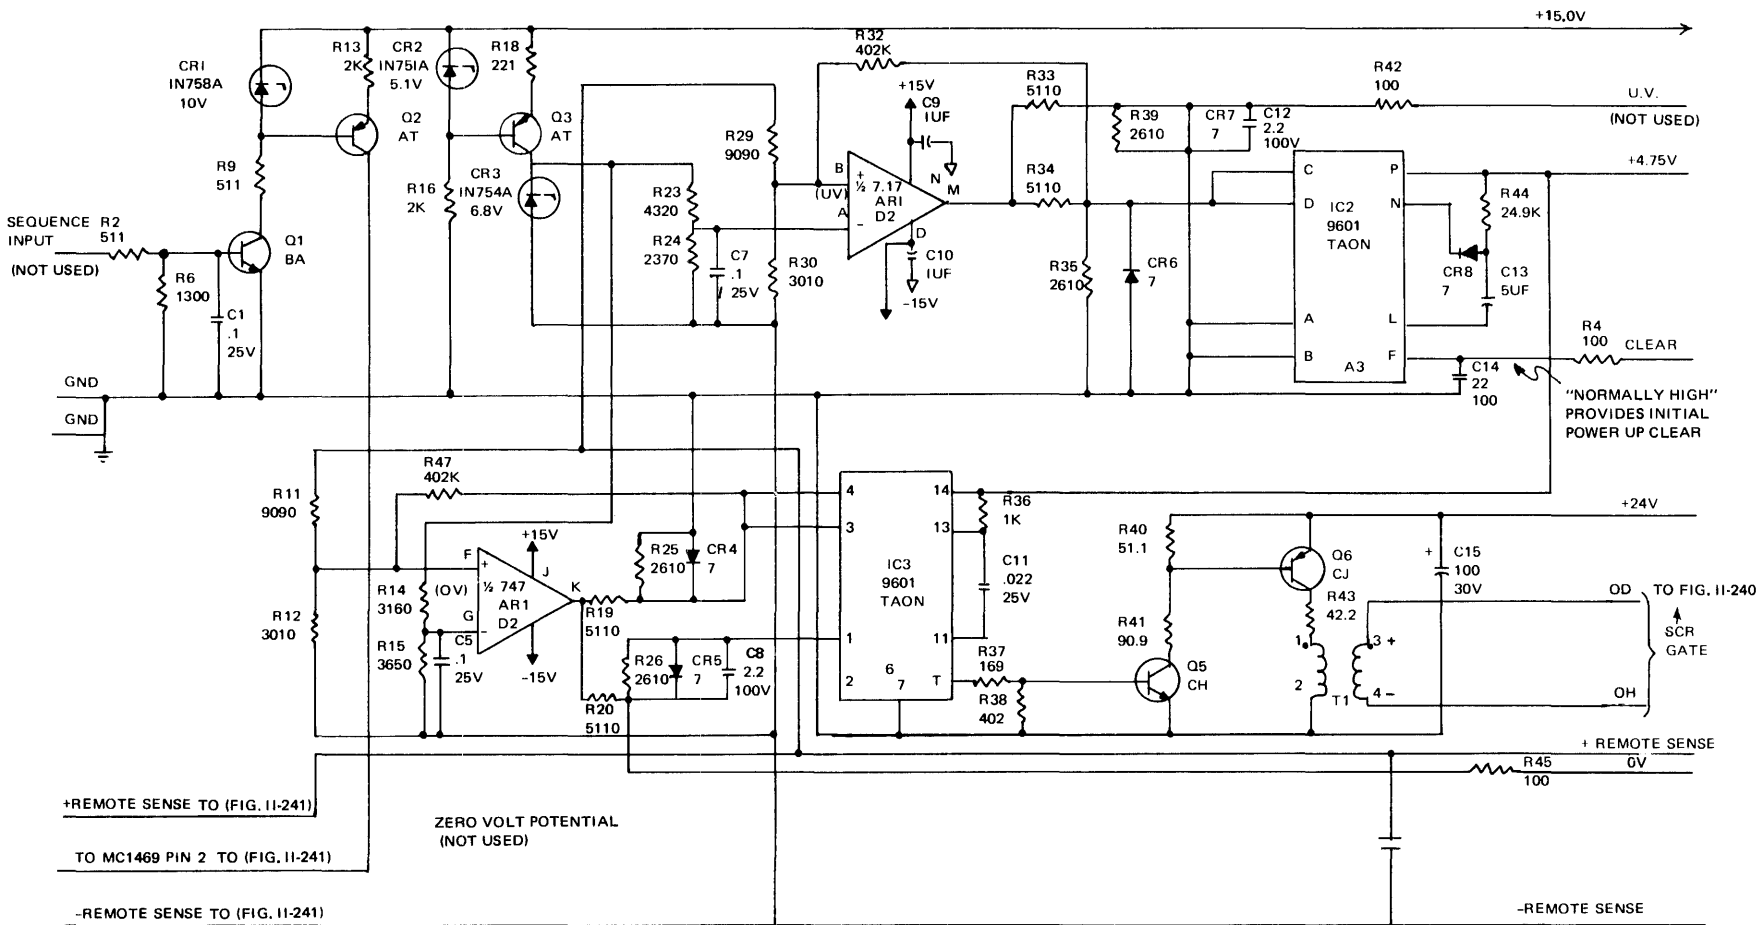 +15.0V
CR1
IN758A
10V
R13
2K
CR2
IN751A
5.1V
R18
221
R32
402K
+15V
C9
1UF
R33
5110
R42
100
U.V.
(NOT USED)
Q2
AT
Q3
AT
R29
9090
R39
2610
CR7
7
C12
2.2
100V
+4.75V
R9
511
R16
2K
CR3
IN754A
6.8V
R23
4320
B
+
(UV)
½ 7.17
AR1
D2
A
-
N
M
D
R34
5110
C
D
A
B
IC2
9601
TAON
A3
P
N
L
F
R44
24.9K
SEQUENCE
INPUT
(NOT USED)
R2
511
Q1
BA
R24
2370
C7
.1
25V
R30
3010
C10
1UF
-15V
R35
2610
CR6
7
CR8
7
C13
5UF
R6
1300
C1
.1
25V
R4
100
CLEAR
C14
22
100
"NORMALLY HIGH"
PROVIDES INITIAL
POWER UP CLEAR
GND
GND
R47
402K
R11
9090
4
3
1
2
IC3
9601
TAON
6
7
14
13
11
T
R36
1K
+24V
+15V
F
+
(OV)
½ 747
AR1
D2
G
-
J
K
-15V
R25
2610
CR4
7
C11
.022
25V
R40
51.1
Q6
CJ
+
C15
100
30V
R14
3160
R12
3010
R19
5110
R43
42.2
OD
TO FIG. II-240
SCR
GATE
R15
3650
C5
.1
25V
R26
2610
CR5
7
C8
2.2
100V
R37
169
R41
90.9
Q5
CH
1
2
T1
3 +
4 -
R20
5110
R38
402
OH
+ REMOTE SENSE
0V
R45
100
+REMOTE SENSE TO (FIG. II-241)
ZERO VOLT POTENTIAL
(NOT USED)
TO MC1469 PIN 2 TO (FIG. II-241)
-REMOTE SENSE TO (FIG. II-241)
-REMOTE SENSE